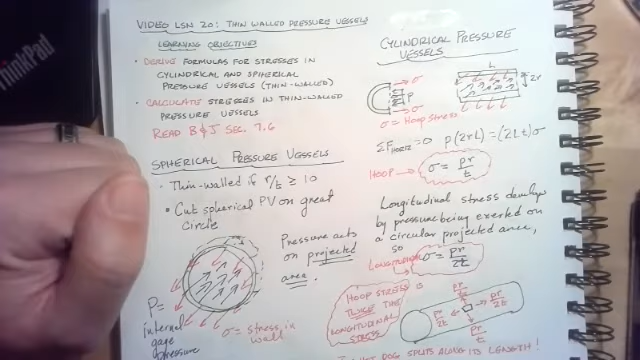 ThinkPad
VIDEO LSN 20: THIN WALLED PRESSURE VESSELS
LEARNING OBJECTIVES
• DERIVE FORMULAS FOR STRESSES IN
CYLINDRICAL AND SPHERICAL
PRESSURE VESSELS (THIN-WALLED)
• CALCULATE STRESSES IN THIN-WALLED
PRESSURE VESSELS
READ B & J SEC. 7.6
SPHERICAL PRESSURE VESSELS
• Thin-walled if r/t ≥ 10
• Cut spherical PV on great
circle
Pressure acts
on projected
area.
P=
internal
gage
pressure
σ = stress in
wall
CYLINDRICAL PRESSURE
VESSELS
σ
P
σ
L
2r
σ = HOOP STRESS
ΣF HORIZ = 0 p(2rL) = (2Lt)σ
HOOP → σ = pr/t
Longitudinal stress develops
by pressure being exerted on
a circular projected area,
so
LONGITUDINAL
σ = pr/2t
HOOP STRESS IS
TWICE THE
LONGITUDINAL
STRESS
pr/t
pr/2t
pr/2t
pr/t
DOG SPLITS ALONG ITS LENGTH!